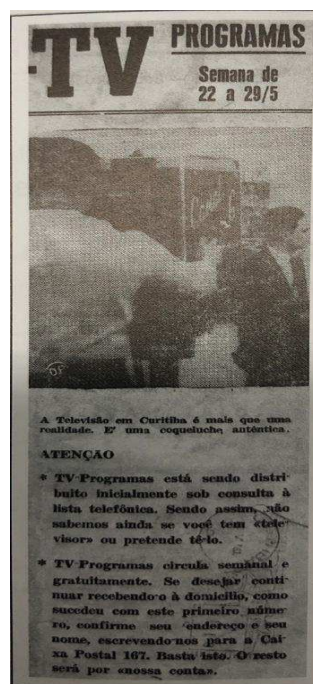 TV
PROGRAMAS
Semana de
22 a 29/5
A Televisão em Curitiba é mais que uma
realidade. E' uma coqueluche autêntica.
ATENÇÃO
* TV-Programas está sendo distri-
buito inicialmente sob consulta à
lista telefônica. Sendo assim, não
sabemos ainda se você tem «tele-
visor» ou pretende tê-lo.
* TV-Programas circula semanal e
gratuitamente. Se desejar conti-
nuar recebendo-o à domicilio, como
sucedeu com este primeiro núme-
ro, confirme seu endereço e seu
nome, escrevendo-nos para a Cai-
xa Postal 167. Basta isto. O resto
será por «nossa conta».